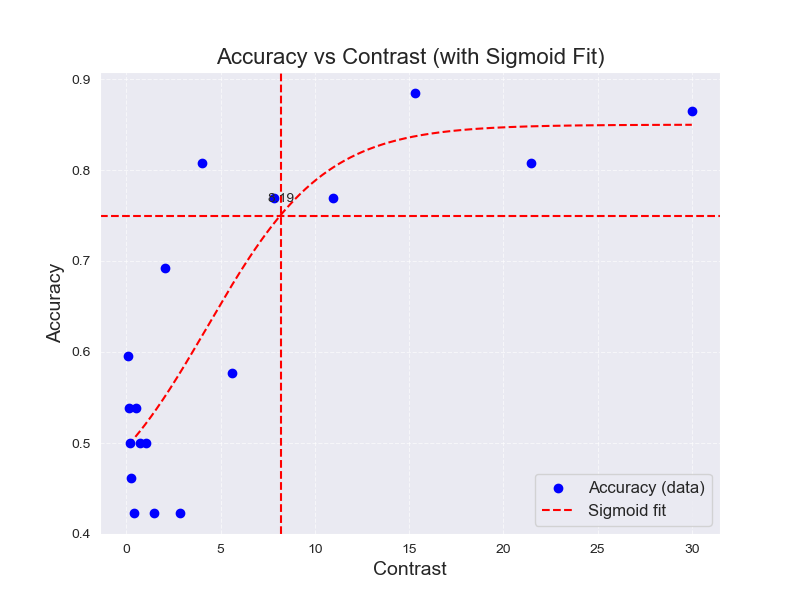 Accuracy vs Contrast (with Sigmoid Fit)
0.9
0.8
0.7
0.6
0.5
0.4
Accuracy
8.19
0
5
10
15
20
25
30
Contrast
Accuracy (data)
Sigmoid fit